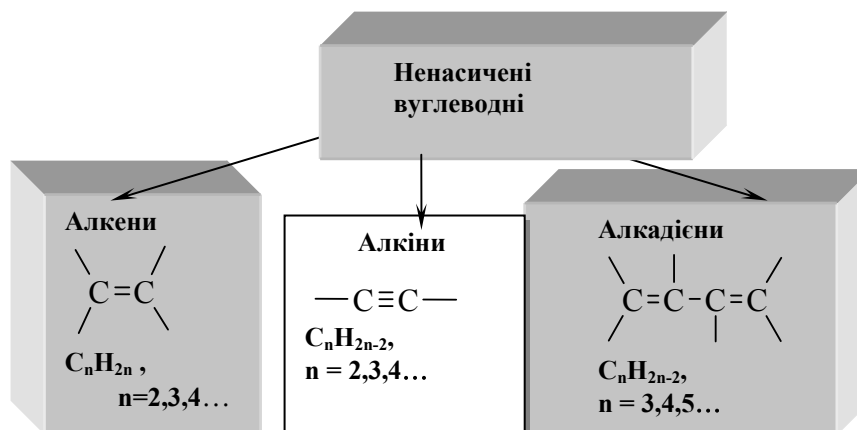 Ненасичені
вуглеводні
Алкени
C=C
CₙH₂ₙ ,
n=2,3,4…
Алкіни
C≡C
CₙH₂ₙ₋₂,
n = 2,3,4…
Алкадієни
C=C-C=C
CₙH₂ₙ₋₂,
n = 3,4,5…